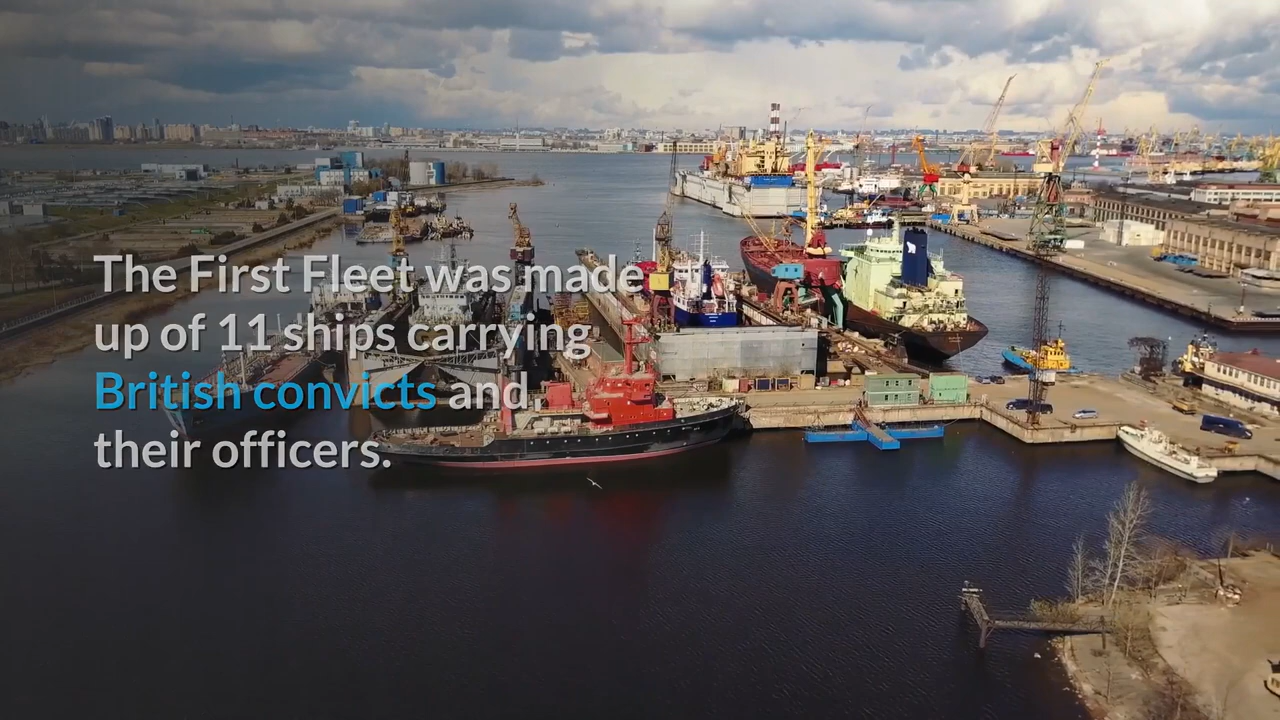 The First Fleet was made
up of 11 ships carrying
British convicts and
their officers.